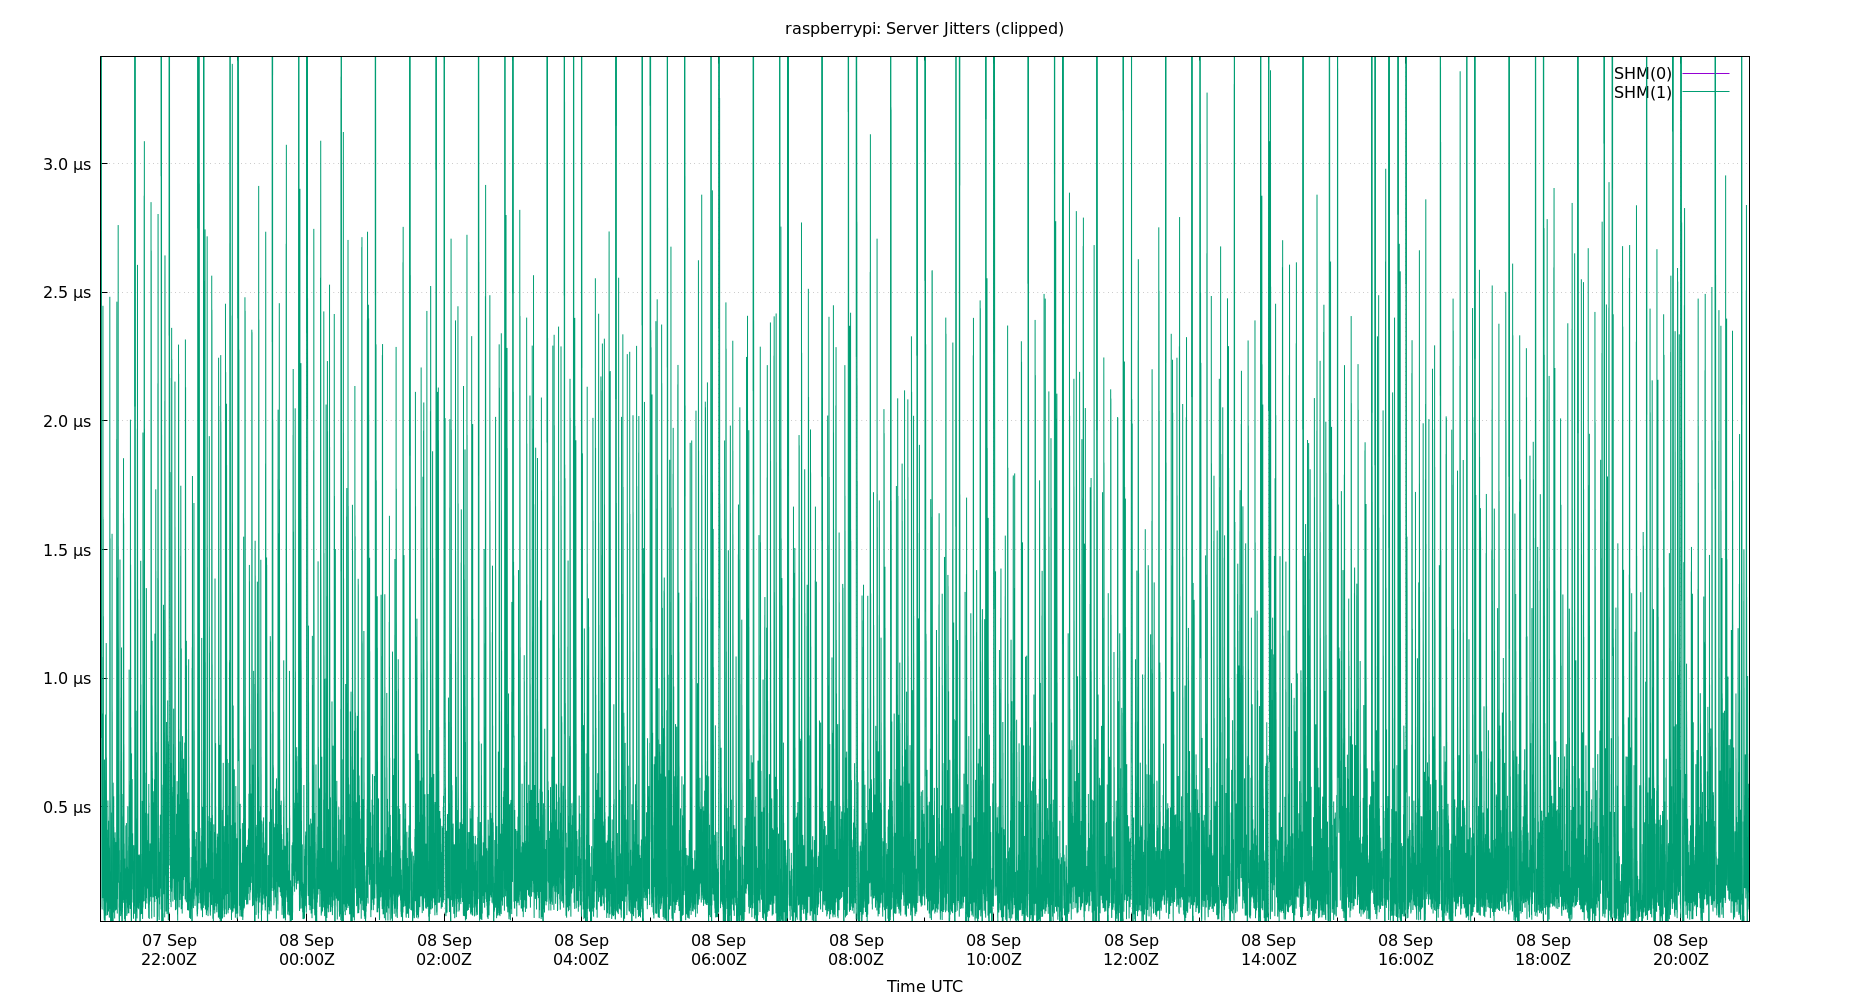 raspberrypi: Server Jitters (clipped)
SHM(0)
SHM(1)
3.0 µs
2.5 µs
2.0 µs
1.5 µs
1.0 µs
0.5 µs
07 Sep 08 Sep 08 Sep 08 Sep 08 Sep 08 Sep 08 Sep 08 Sep 08 Sep 08 Sep 08 Sep 08 Sep
22:00Z 00:00Z 02:00Z 04:00Z 06:00Z 08:00Z 10:00Z 12:00Z 14:00Z 16:00Z 18:00Z 20:00Z
Time UTC